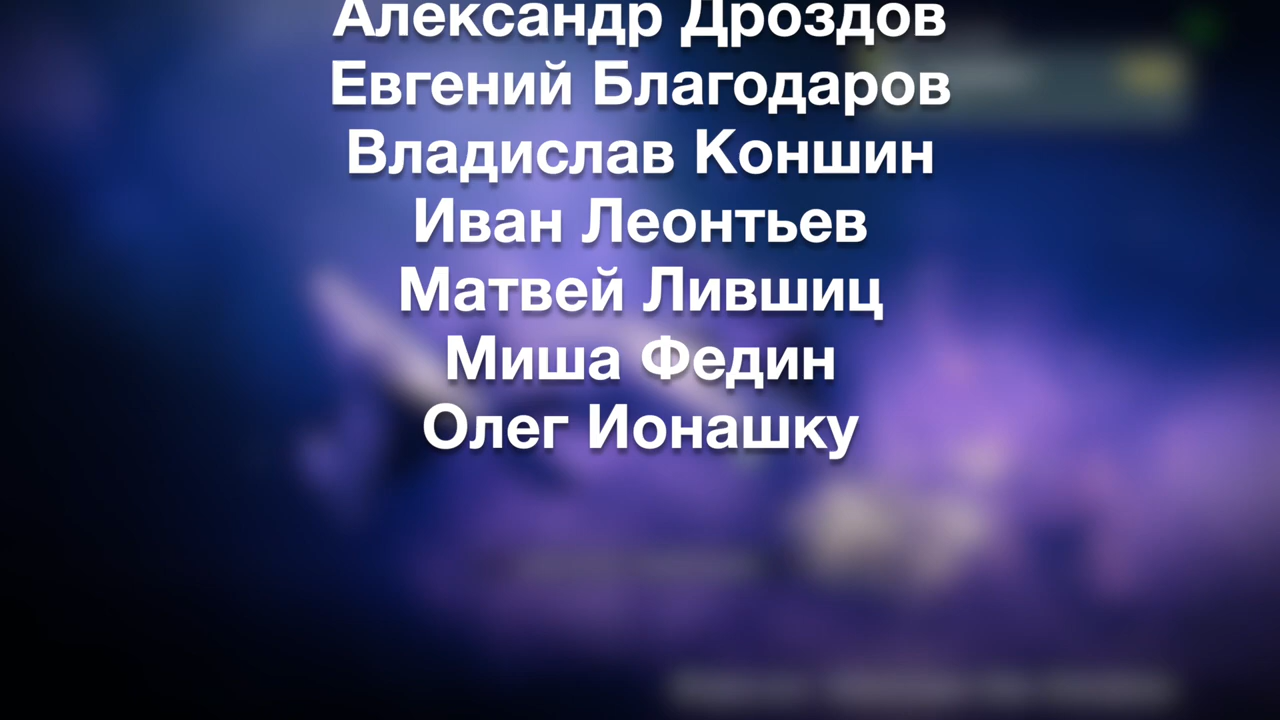 Александр Дроздов
Евгений Благодаров
Владислав Коншин
Иван Леонтьев
Матвей Лившиц
Миша Федин
Олег Ионашку